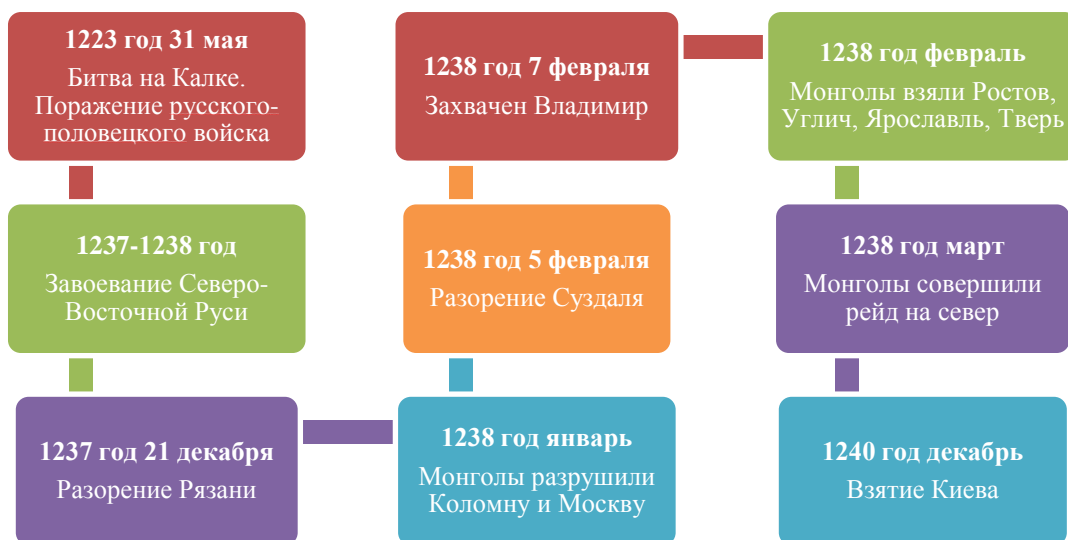 1223 год 31 мая
Битва на Калке.
Поражение русского-
половецкого войска
1237-1238 год
Завоевание Северо-
Восточной Руси
1237 год 21 декабря
Разорение Рязани
1238 год январь
Монголы разрушили
Коломну и Москву
1238 год 5 февраля
Разорение Суздаля
1238 год 7 февраля
Захвачен Владимир
1238 год февраль
Монголы взяли Ростов,
Углич, Ярославль, Тверь
1238 год март
Монголы совершили
рейд на север
1240 год декабрь
Взятие Киева